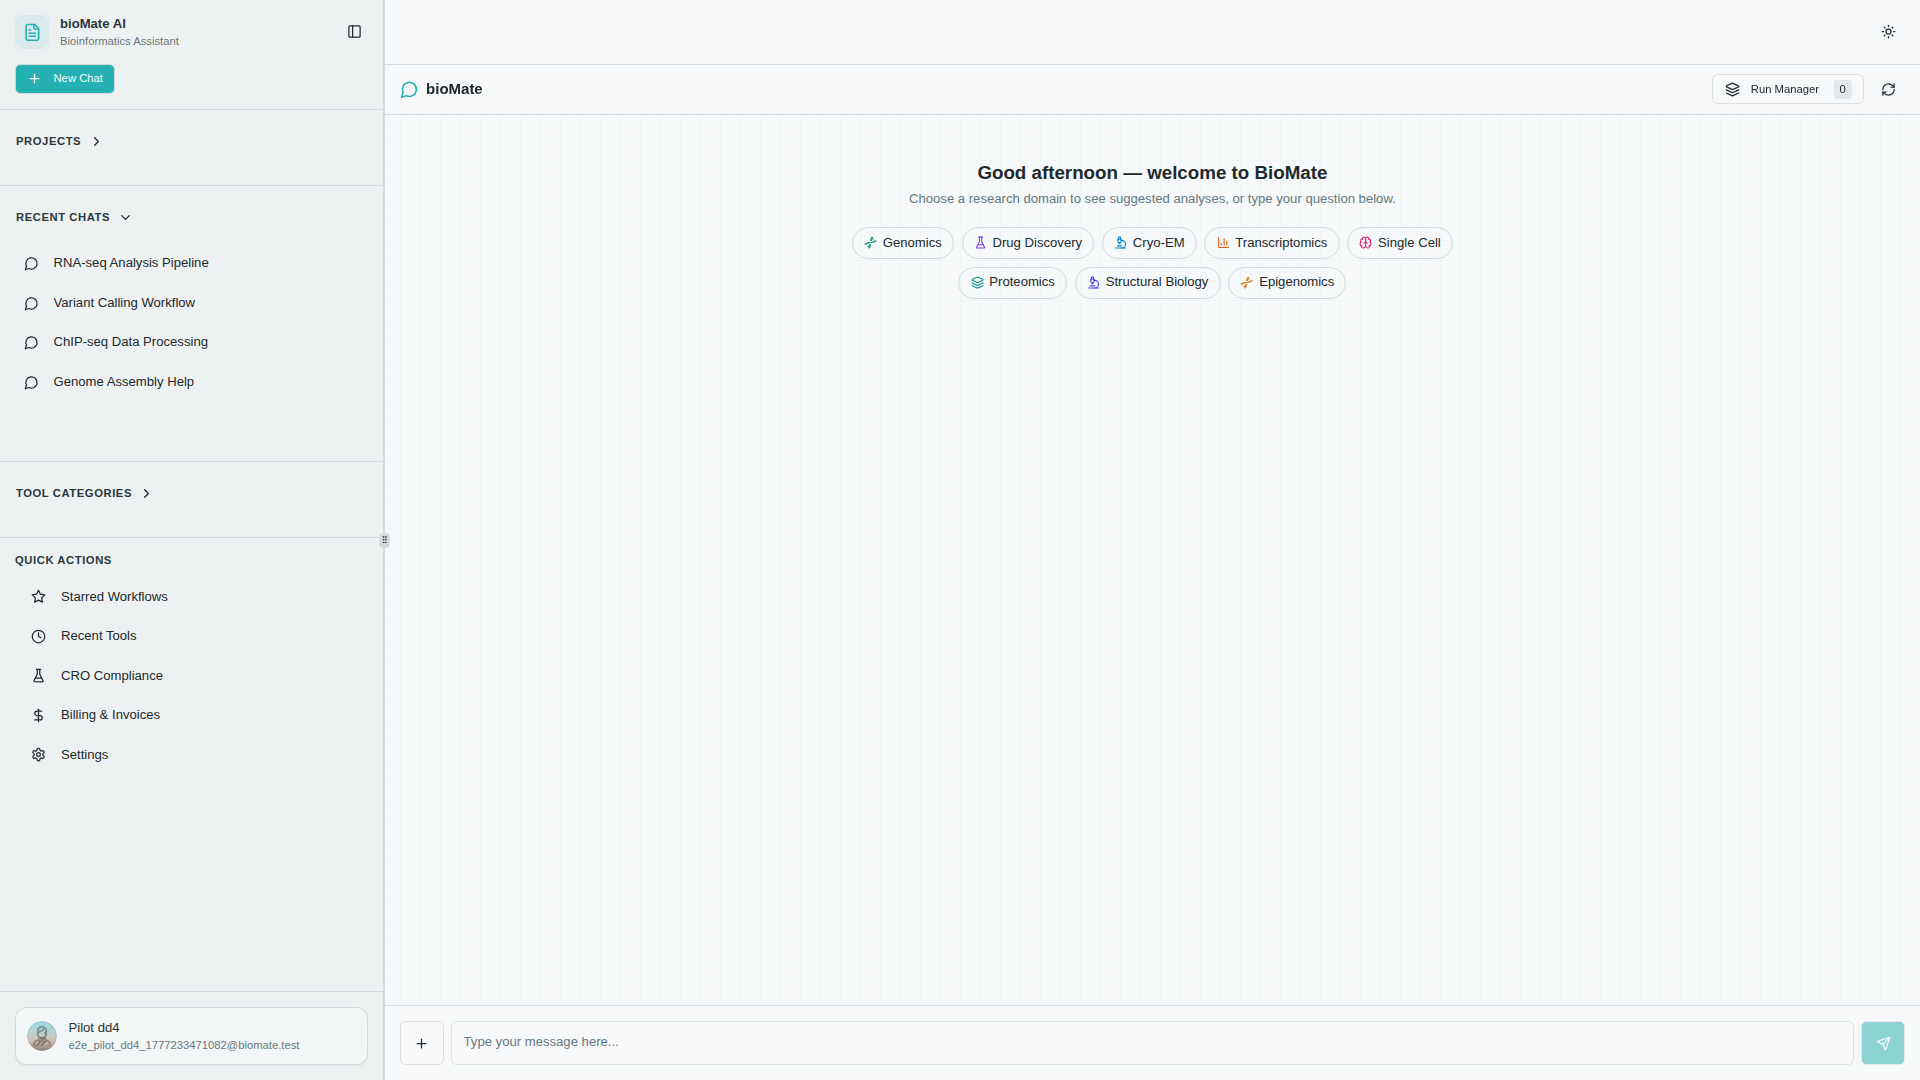 bioMate AI
Bioinformatics Assistant
New Chat
PROJECTS
RECENT CHATS
RNA-seq Analysis Pipeline
Variant Calling Workflow
ChIP-seq Data Processing
Genome Assembly Help
TOOL CATEGORIES
QUICK ACTIONS
Starred Workflows
Recent Tools
CRO Compliance
Billing & Invoices
Settings
Pilot dd4
e2e_pilot_dd4_1777233471082@biomate.test
bioMate
Run Manager 0
Good afternoon — welcome to BioMate
Choose a research domain to see suggested analyses, or type your question below.
Genomics Drug Discovery Cryo-EM Transcriptomics Single Cell
Proteomics Structural Biology Epigenomics
Type your message here...